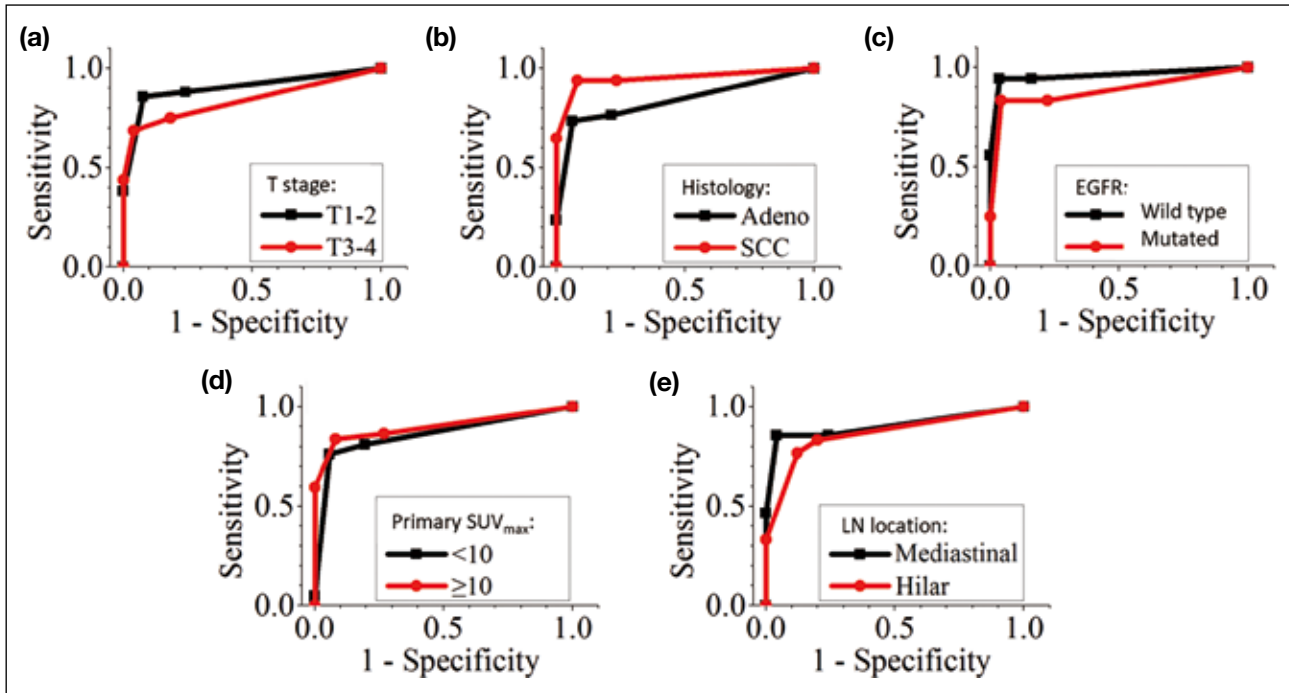 (a)
1.0
0.5
0.0
Sensitivity
T stage:
T1-2
T3-4
0.0 0.5 1.0
1 - Specificity
(b)
1.0
0.5
0.0
Sensitivity
Histology:
Adeno
SCC
0.0 0.5 1.0
1 - Specificity
(c)
1.0
0.5
0.0
Sensitivity
EGFR:
Wild type
Mutated
0.0 0.5 1.0
1 - Specificity
(d)
1.0
0.5
0.0
Sensitivity
Primary SUVmax:
<10
≥10
0.0 0.5 1.0
1 - Specificity
(e)
1.0
0.5
0.0
Sensitivity
LN location:
Mediastinal
Hilar
0.0 0.5 1.0
1 - Specificity